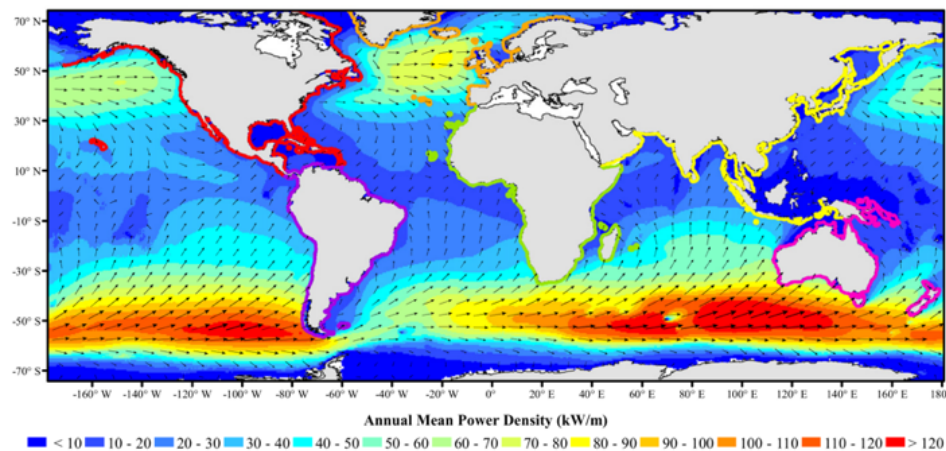 70° N
50° N
30° N
10° N
-10° S
-30° S
-50° S
-70° S
-160° W -140° W -120° W -100° W -80° W -60° W -40° W -20° W 0° E 20° E 40° E 60° E 80° E 100° E 120° E 140° E 160° E 180° E
Annual Mean Power Density (kW/m)
< 10 10 - 20 20 - 30 30 - 40 40 - 50 50 - 60 60 - 70 70 - 80 80 - 90 90 - 100 100 - 110 110 - 120 > 120